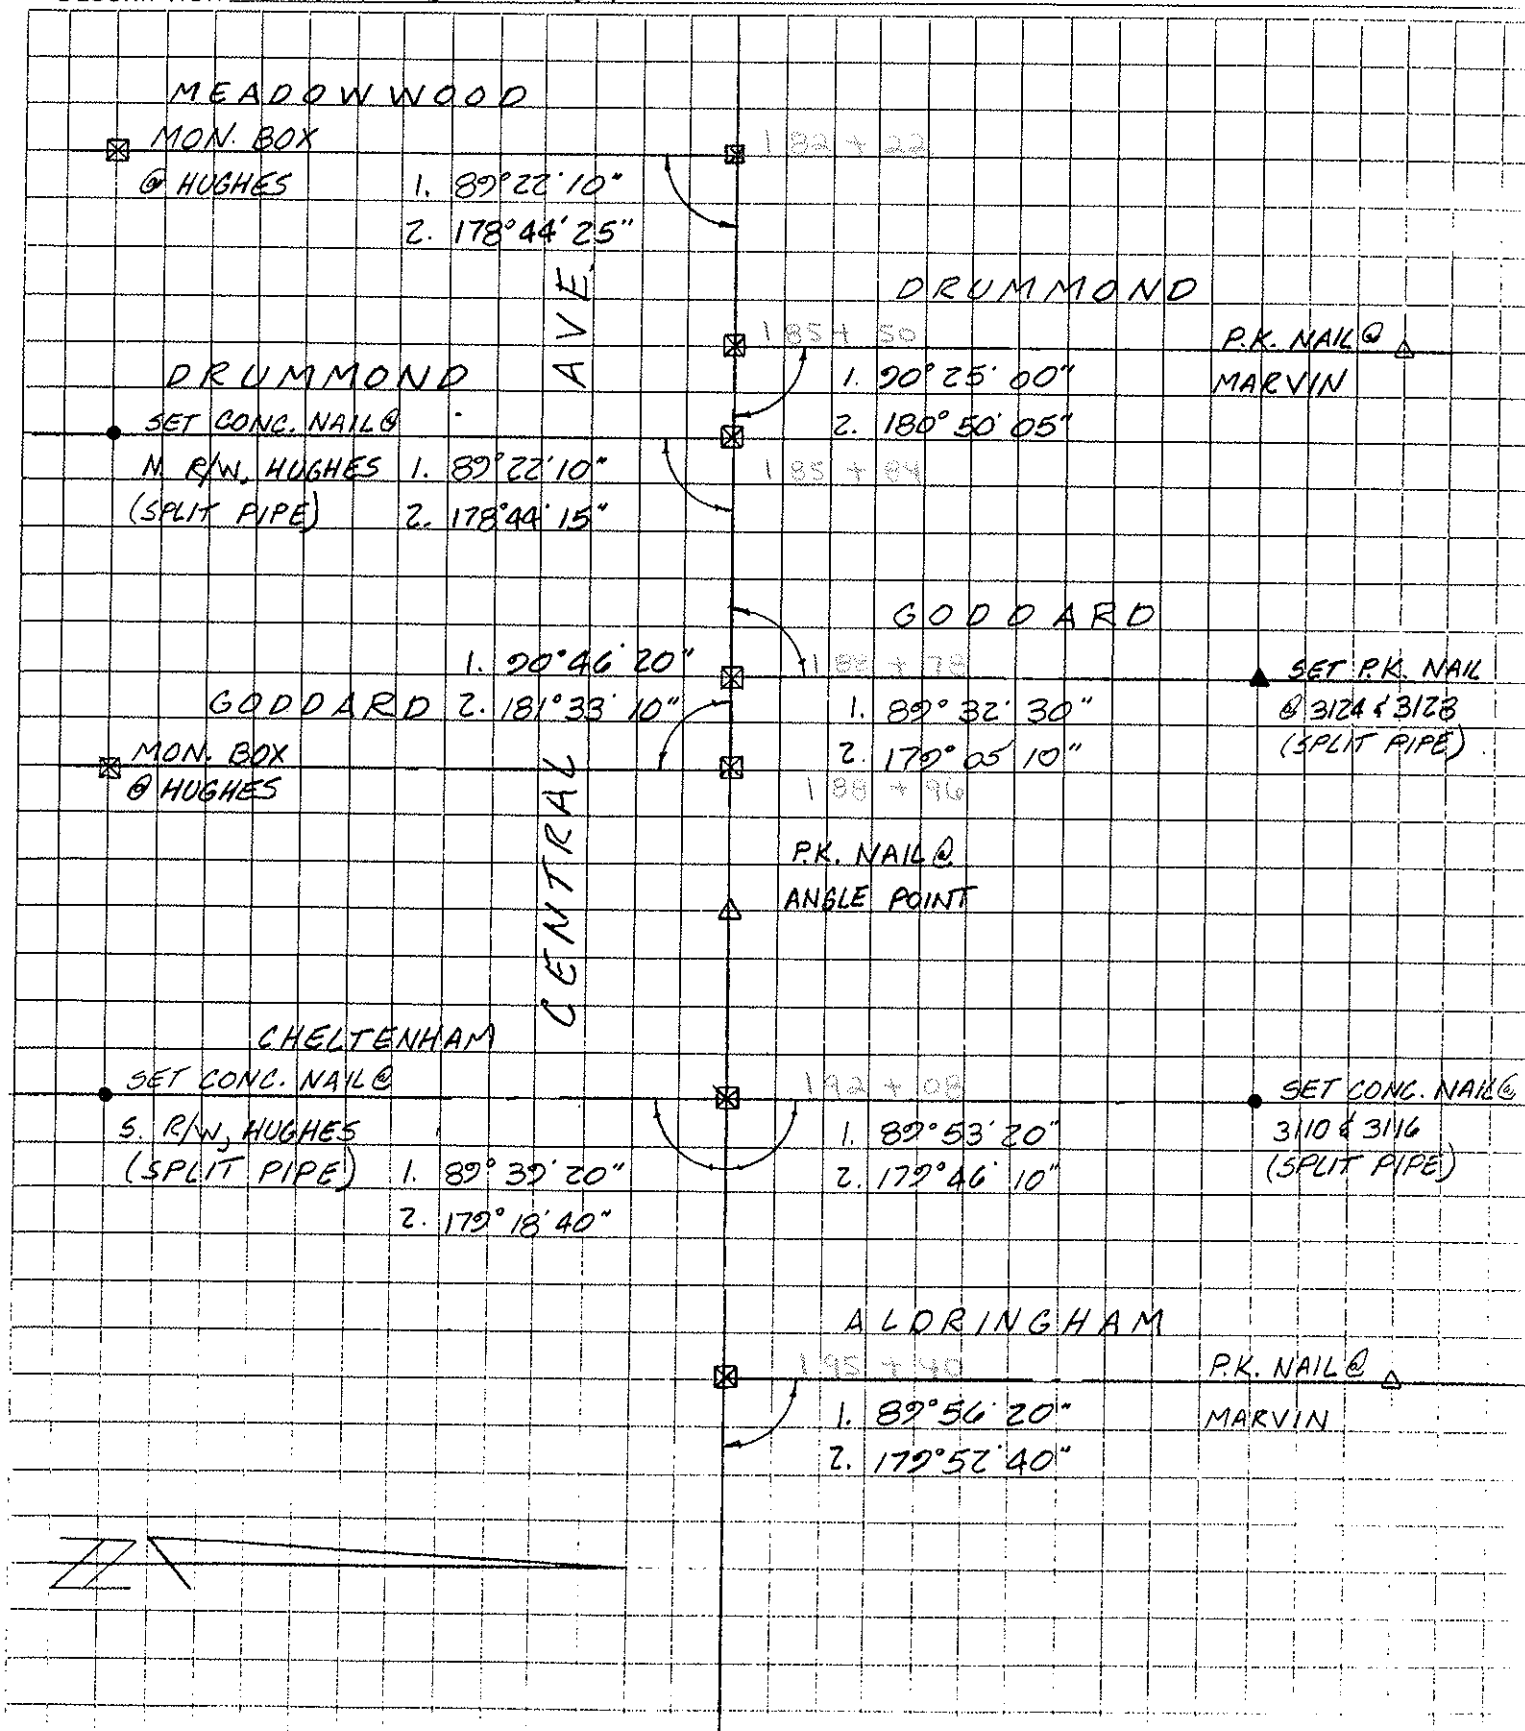 MEADOWWOOD
MON. BOX
@ HUGHES
1. 89°22'10"
2. 178°44'25"
182+22
CENTRAL AVE.
DRUMMOND
185+50
P.K. NAIL @
MARVIN
1. 90°25'00"
2. 180°50'05"
DRUMMOND
SET CONC. NAIL @
N. R/W, HUGHES
(SPLIT PIPE)
1. 89°22'10"
2. 178°44'15"
185+84
GODDARD
188+78
SET P.K. NAIL
@ 3124 & 3128
(SPLIT PIPE)
1. 89°32'30"
2. 179°05'10"
1. 90°46'20"
GODDARD 2. 181°33'10"
MON. BOX
@ HUGHES
188+96
P.K. NAIL @
ANGLE POINT
CHELTENHAM
SET CONC. NAIL @
S. R/W, HUGHES
(SPLIT PIPE)
1. 89°39'20"
2. 179°18'40"
192+08
1. 89°53'20"
2. 179°46'10"
SET CONC. NAIL @
3110 & 3116
(SPLIT PIPE)
ALDRINGHAM
195+40
P.K. NAIL @
MARVIN
1. 89°56'20"
2. 179°52'40"
N